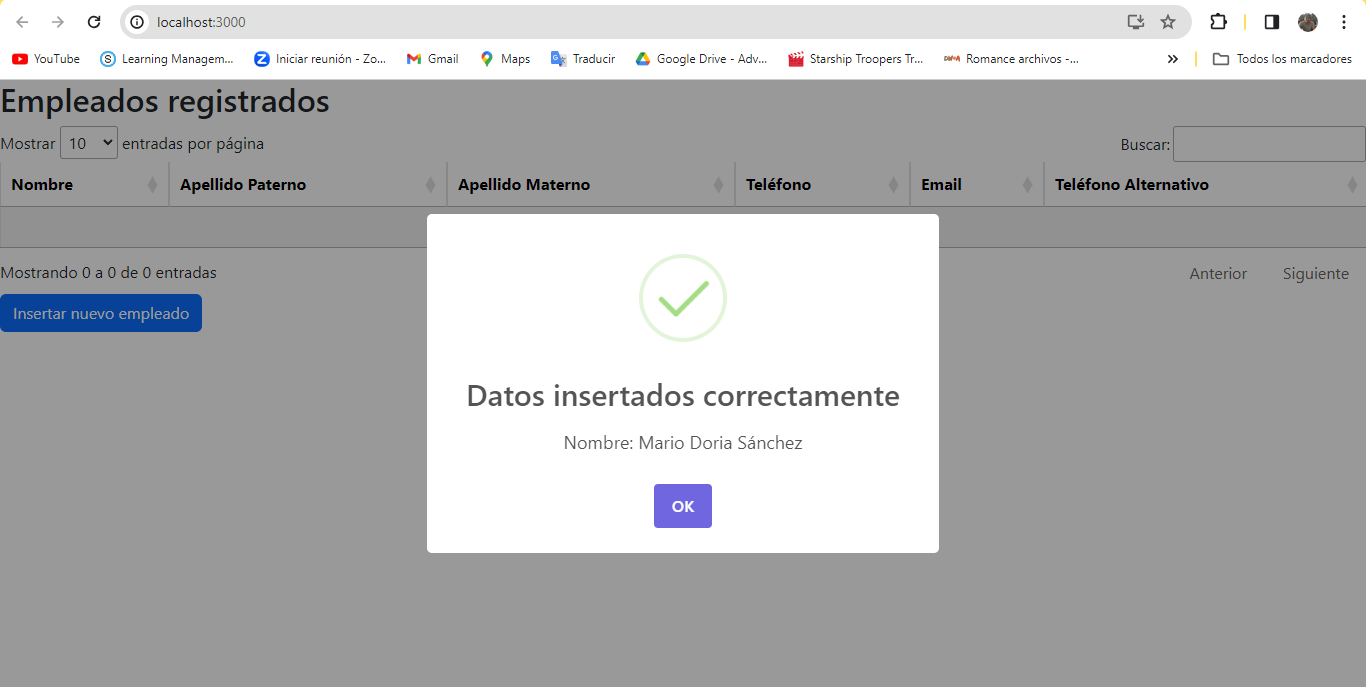 localhost:3000
YouTube Learning Managem... Iniciar reunión - Zo... Gmail Maps Traducir Google Drive - Adv... Starship Troopers Tr... Romance archivos -... » Todos los marcadores
Empleados registrados
Mostrar 10 entradas por página Buscar:
Nombre Apellido Paterno Apellido Materno Teléfono Email Teléfono Alternativo
Mostrando 0 a 0 de 0 entradas Anterior Siguiente
Insertar nuevo empleado
Datos insertados correctamente
Nombre: Mario Doria Sánchez
OK